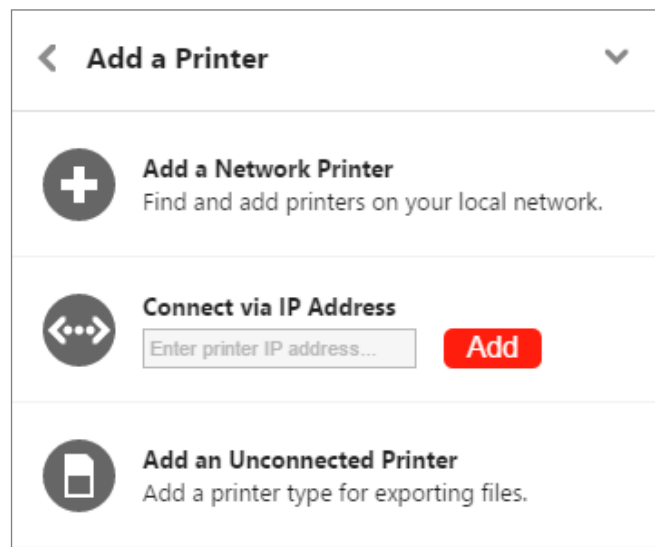 Add a Printer
Add a Network Printer
Find and add printers on your local network.
Connect via IP Address
Enter printer IP address... Add
Add an Unconnected Printer
Add a printer type for exporting files.